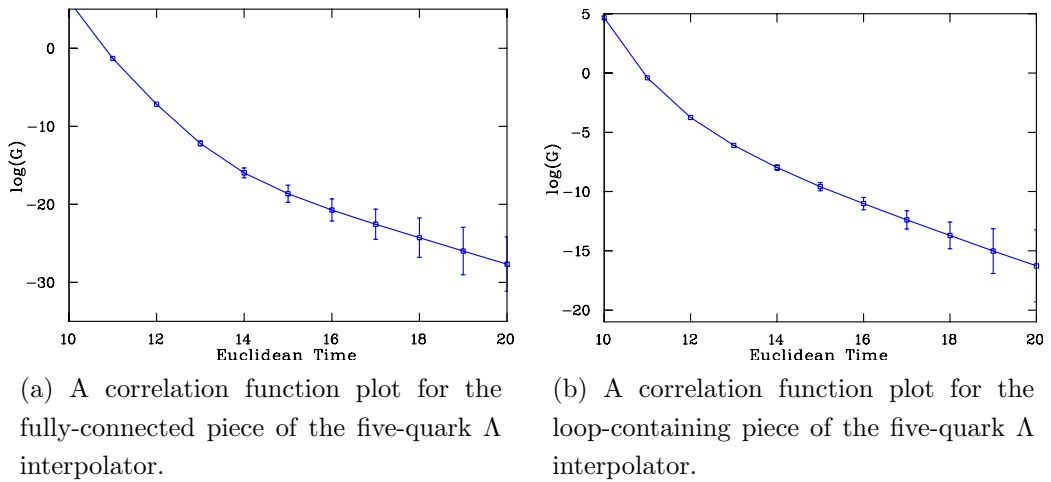 0
−10
−20
−30
log(G)
10
12
14
16
18
20
Euclidean Time
5
0
−5
−10
−15
−20
log(G)
10
12
14
16
18
20
Euclidean Time
(a) A correlation function plot for the
fully-connected piece of the five-quark Λ
interpolator.
(b) A correlation function plot for the
loop-containing piece of the five-quark Λ
interpolator.